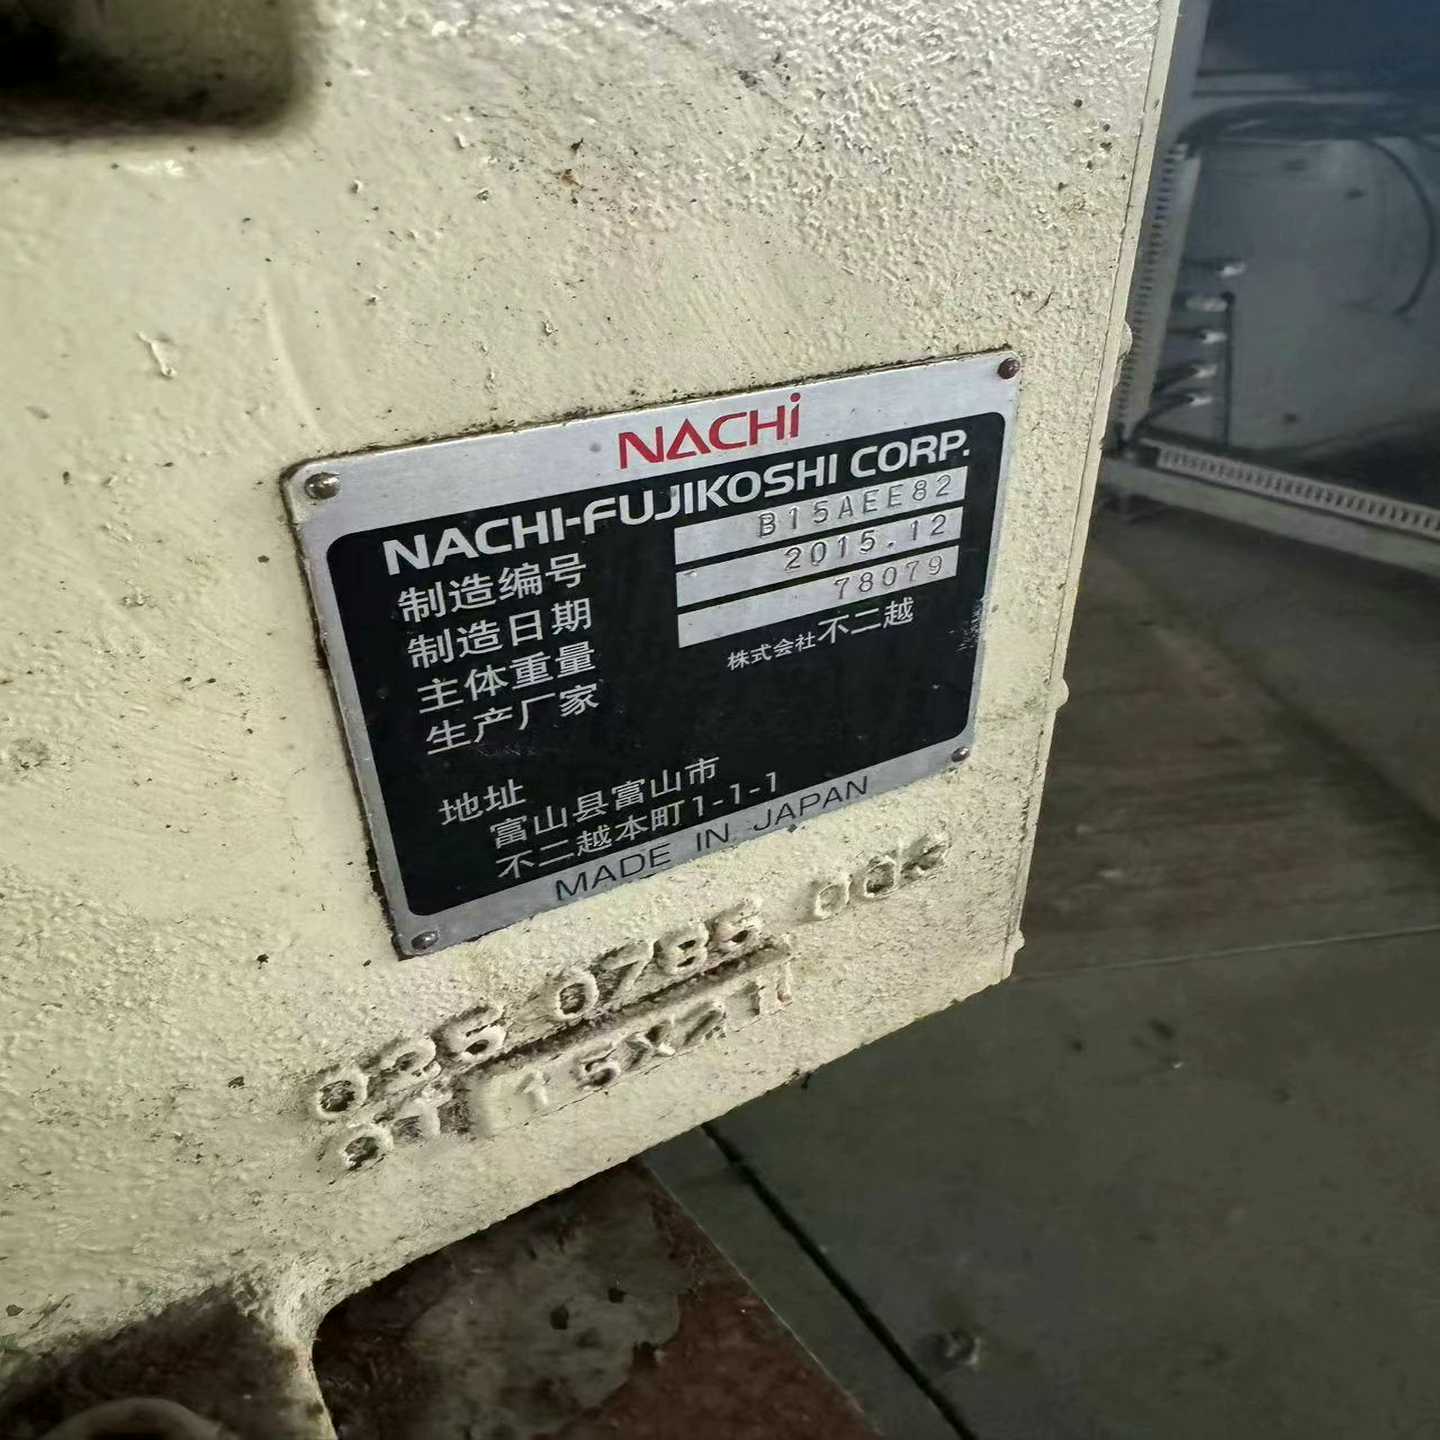 NACHi
NACHI-FUJIKOSHI CORP.
制造编号 B15AEE82
制造日期 2015.12
主体重量 78079
生产厂家 株式会社不二越
地址
富山县富山市
不二越本町1-1-1
MADE IN JAPAN
15X21